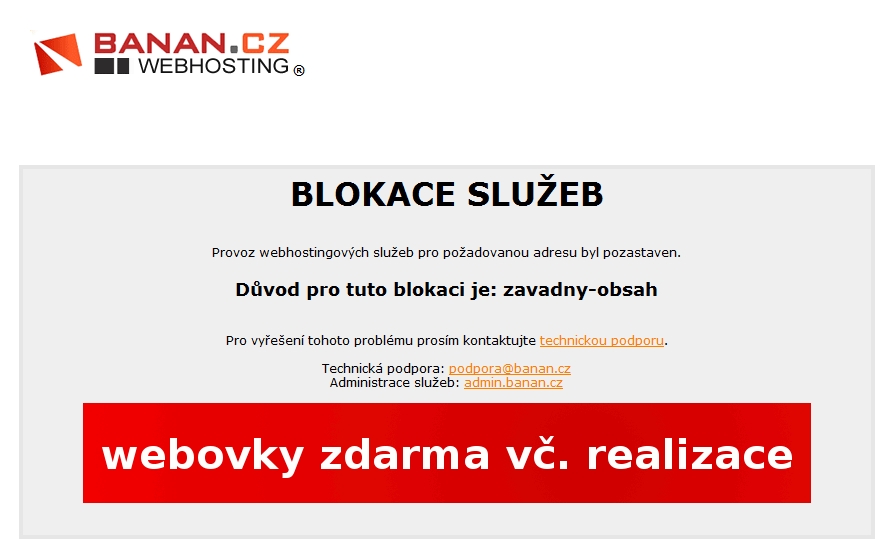 BANAN.CZ
WEBHOSTING®
BLOKACE SLUŽEB
Provoz webhostingových služeb pro požadovanou adresu byl pozastaven.
Důvod pro tuto blokaci je: zavadny-obsah
Pro vyřešení tohoto problému prosím kontaktujte technickou podporu.
Technická podpora: podpora@banan.cz
Administrace služeb: admin.banan.cz
webovky zdarma vč. realizace